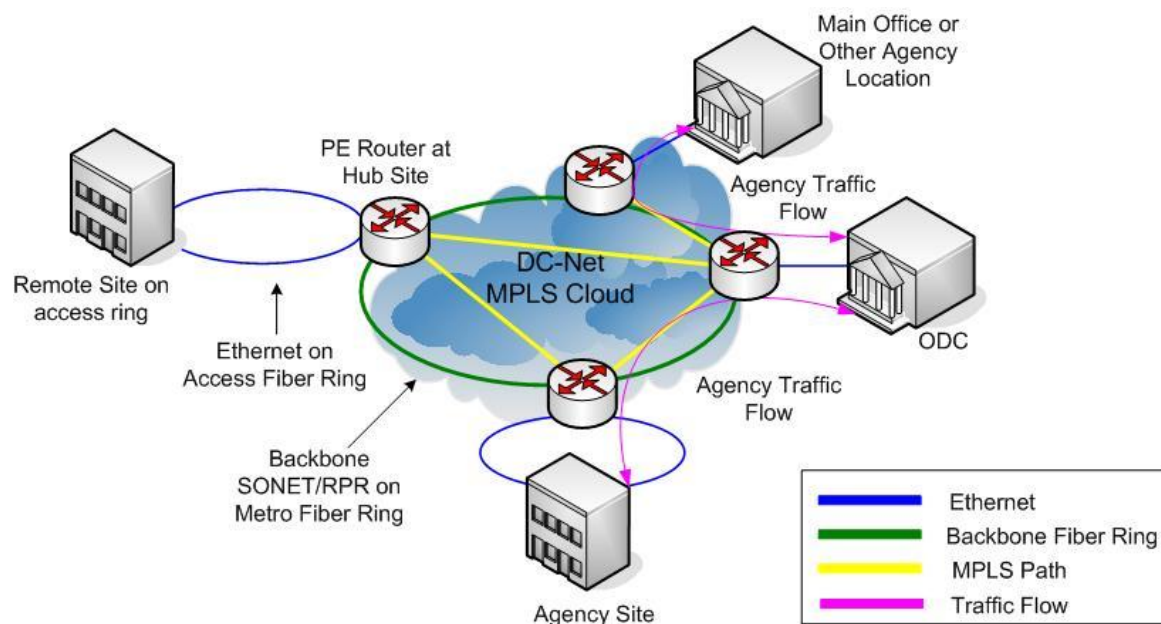 Main Office or
Other Agency
Location
PE Router at
Hub Site
Agency Traffic
Flow
DC-Net
MPLS Cloud
Remote Site on
access ring
ODC
Ethernet on
Access Fiber Ring
Agency Traffic
Flow
Backbone
SONET/RPR on
Metro Fiber Ring
Agency Site
Ethernet
Backbone Fiber Ring
MPLS Path
Traffic Flow